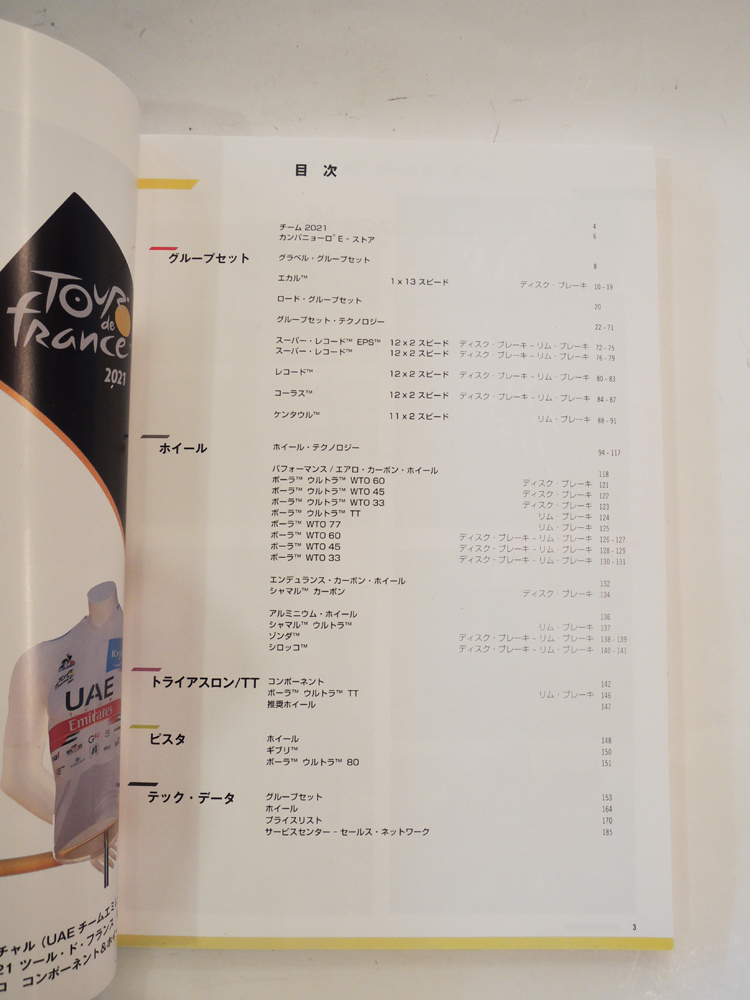 TOUR
de
france
2021
UAE
Emirates
チャル（UAE チームエミ
21 ツール・ド・フランス
コンポーネント&ホイ
目 次
チーム 2021 4
カンパニョーロ® E - ストア 6
グループセット グラベル・グループセット 8
エカル™ 1 x 13 スピード ディスク・ブレーキ 10 - 19
ロード・グループセット 20
グループセット・テクノロジー 22 - 71
スーパー・レコード™ EPS™ 12 x 2 スピード ディスク・ブレーキ – リム・ブレーキ 72 - 75
スーパー・レコード™ 12 x 2 スピード ディスク・ブレーキ – リム・ブレーキ 76 - 79
レコード™ 12 x 2 スピード ディスク・ブレーキ – リム・ブレーキ 80 - 83
コーラス™ 12 x 2 スピード ディスク・ブレーキ – リム・ブレーキ 84 - 87
ケンタウル™ 11 x 2 スピード リム・ブレーキ 88 - 91
ホイール ホイール・テクノロジー 94 - 117
パフォーマンス / エアロ・カーボン・ホイール 118
ボーラ™ ウルトラ™ WTO 60 ディスク・ブレーキ 121
ボーラ™ ウルトラ™ WTO 45 ディスク・ブレーキ 122
ボーラ™ ウルトラ™ WTO 33 ディスク・ブレーキ 123
ボーラ™ ウルトラ™ TT リム・ブレーキ 124
ボーラ™ WTO 77 リム・ブレーキ 125
ボーラ™ WTO 60 ディスク・ブレーキ – リム・ブレーキ 126 - 127
ボーラ™ WTO 45 ディスク・ブレーキ – リム・ブレーキ 128 - 129
ボーラ™ WTO 33 ディスク・ブレーキ – リム・ブレーキ 130 - 131
エンデュランス・カーボン・ホイール 132
シャマル™ カーボン ディスク・ブレーキ 134
アルミニウム・ホイール 136
シャマル™ ウルトラ™ リム・ブレーキ 137
ゾンダ™ ディスク・ブレーキ – リム・ブレーキ 138 - 139
シロッコ™ ディスク・ブレーキ – リム・ブレーキ 140 - 141
トライアスロン/TT コンポーネント 142
ボーラ™ ウルトラ™ TT リム・ブレーキ 146
推奨ホイール 147
ピスタ ホイール 148
ギブリ™ 150
ボーラ™ ウルトラ™ 80 151
テック・データ グループセット 153
ホイール 164
プライスリスト 170
サービスセンター – セールス・ネットワーク 185
3